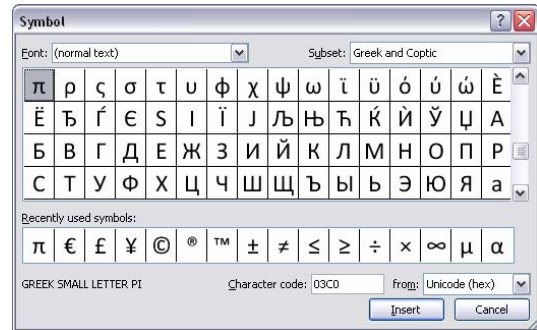 Symbol
Font: (normal text) Subset: Greek and Coptic
π ρ ς σ τ υ φ χ ψ ω ϊ ϋ ό ύ ώ Ѐ
Ё Ђ Ѓ Є Ѕ І Ї Ј Љ Њ Ћ Ќ Ѝ Ў Џ А
Б В Г Д Е Ж З И Й К Л М Н О П Р
С Т У Ф Х Ц Ч Ш Щ Ъ Ы Ь Э Ю Я а
Recently used symbols:
π € £ ¥ © ® ™ ± ≠ ≤ ≥ ÷ × ∞ µ α
GREEK SMALL LETTER PI Character code: 03C0 from: Unicode (hex)
Insert Cancel